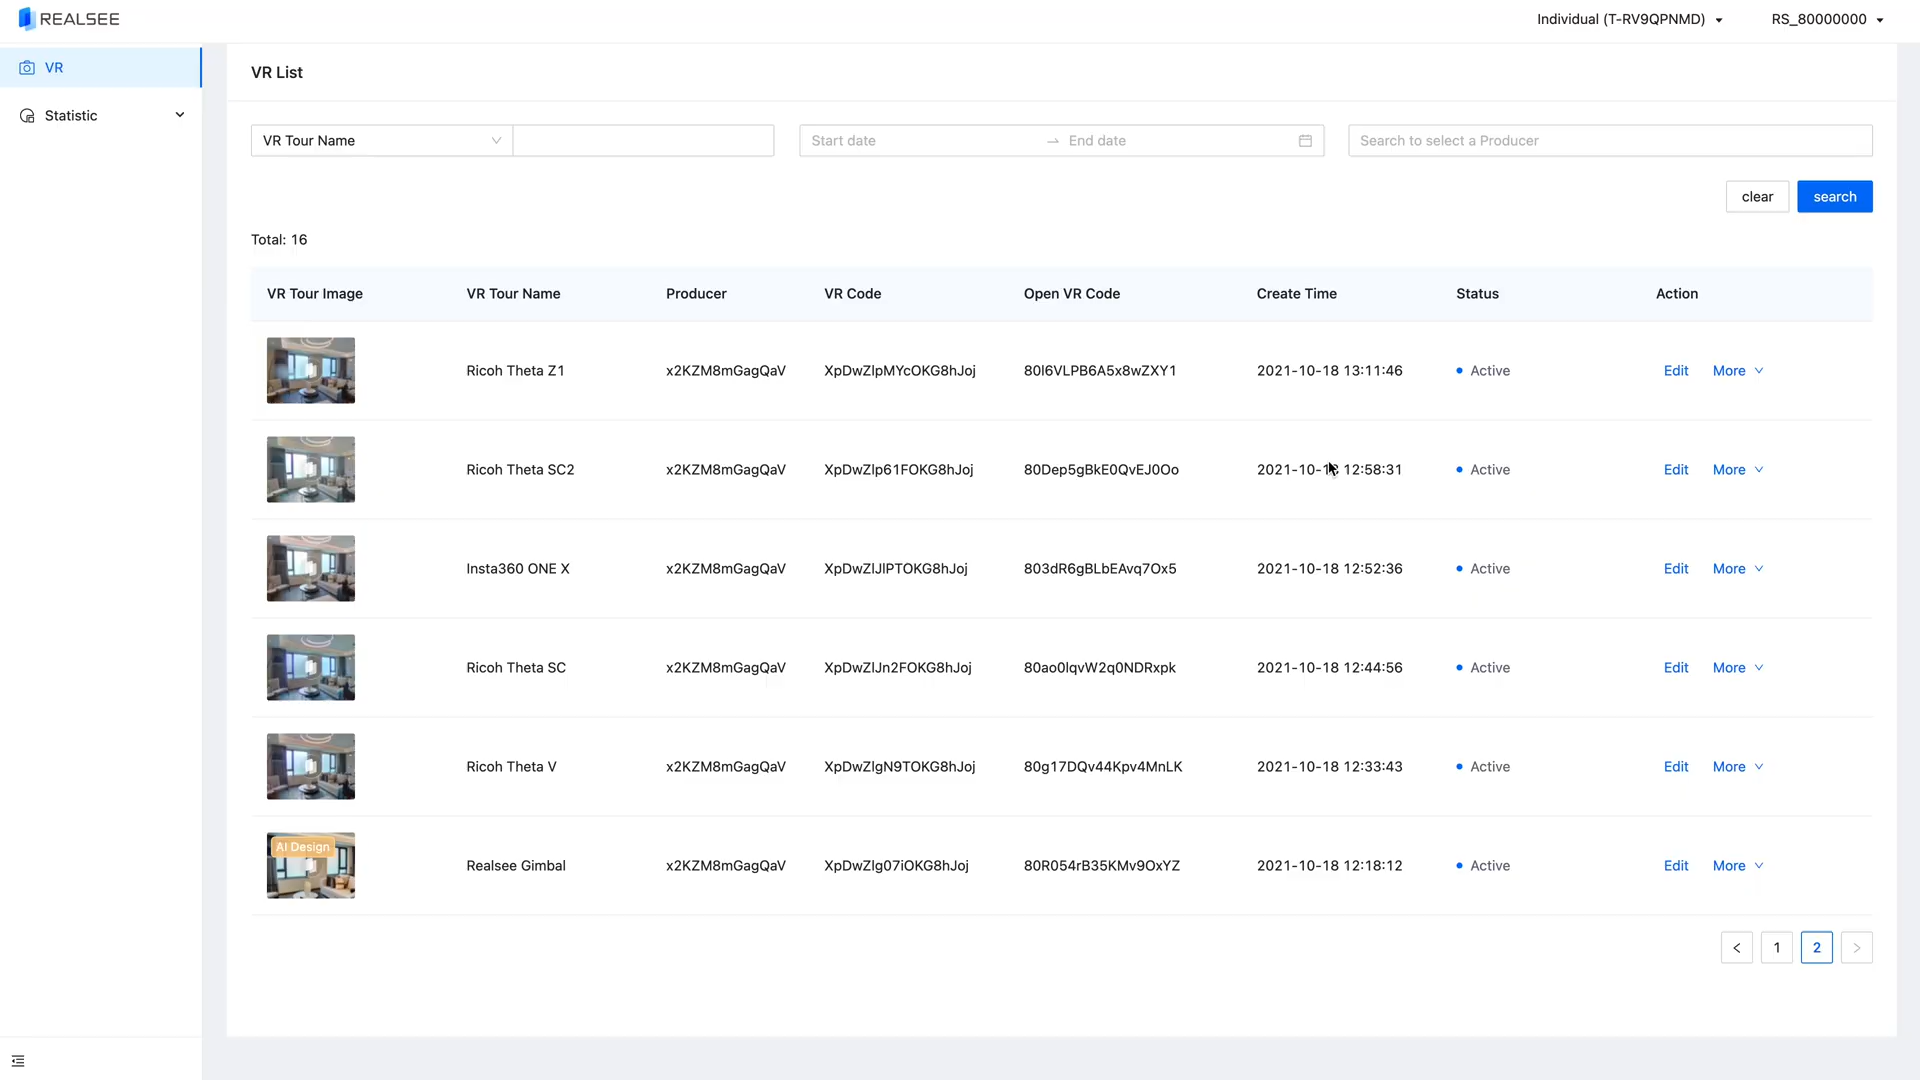 REALSEE
Individual (T-RV9QPNMD)
RS_80000000
VR
Statistic
VR List
VR Tour Name
Start date
End date
Search to select a Producer
clear
search
Total: 16
VR Tour Image VR Tour Name Producer VR Code Open VR Code Create Time Status Action
Ricoh Theta Z1 x2KZM8mGagQaV XpDwZlpMYcOKG8hJoj 80l6VLPB6A5x8wZXY1 2021-10-18 13:11:46 Active Edit More
Ricoh Theta SC2 x2KZM8mGagQaV XpDwZlp61FOKG8hJoj 80Dep5gBkE0QvEJ0Oo 2021-10-18 12:58:31 Active Edit More
Insta360 ONE X x2KZM8mGagQaV XpDwZlJlPTOKG8hJoj 803dR6gBLbEAvq7Ox5 2021-10-18 12:52:36 Active Edit More
Ricoh Theta SC x2KZM8mGagQaV XpDwZlJn2FOKG8hJoj 80ao0lqvW2q0NDRxpk 2021-10-18 12:44:56 Active Edit More
Ricoh Theta V x2KZM8mGagQaV XpDwZlgN9TOKG8hJoj 80g17DQv44Kpv4MnLK 2021-10-18 12:33:43 Active Edit More
AI Design
Realsee Gimbal x2KZM8mGagQaV XpDwZlg07iOKG8hJoj 80R054rB35KMv9OxYZ 2021-10-18 12:18:12 Active Edit More
< 1 2 >